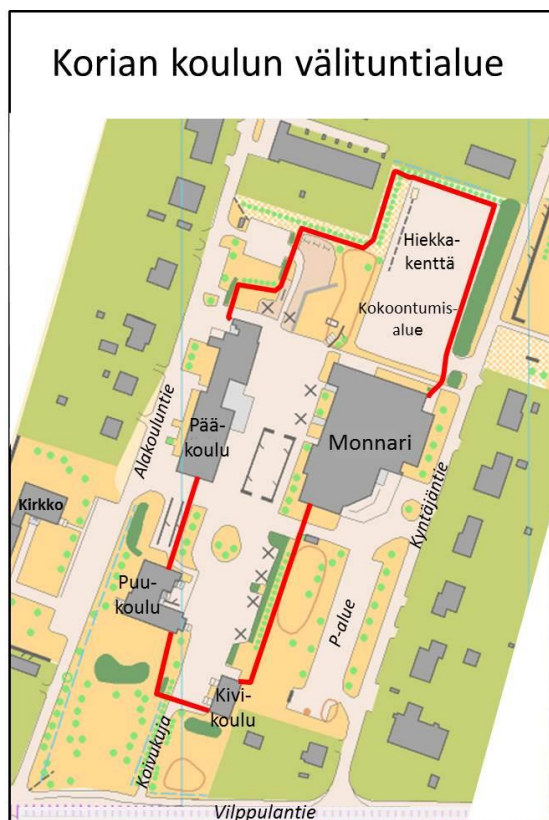 Korian koulun välituntialue
Hiekka-
kenttä
Kokoontumis-
alue
Alakouluntie
Pää-
koulu
Monnari
Kyntäjäntie
Kirkko
Puu-
koulu
P-alue
Kivi-
koulu
Koivukuja
Vilppulantie